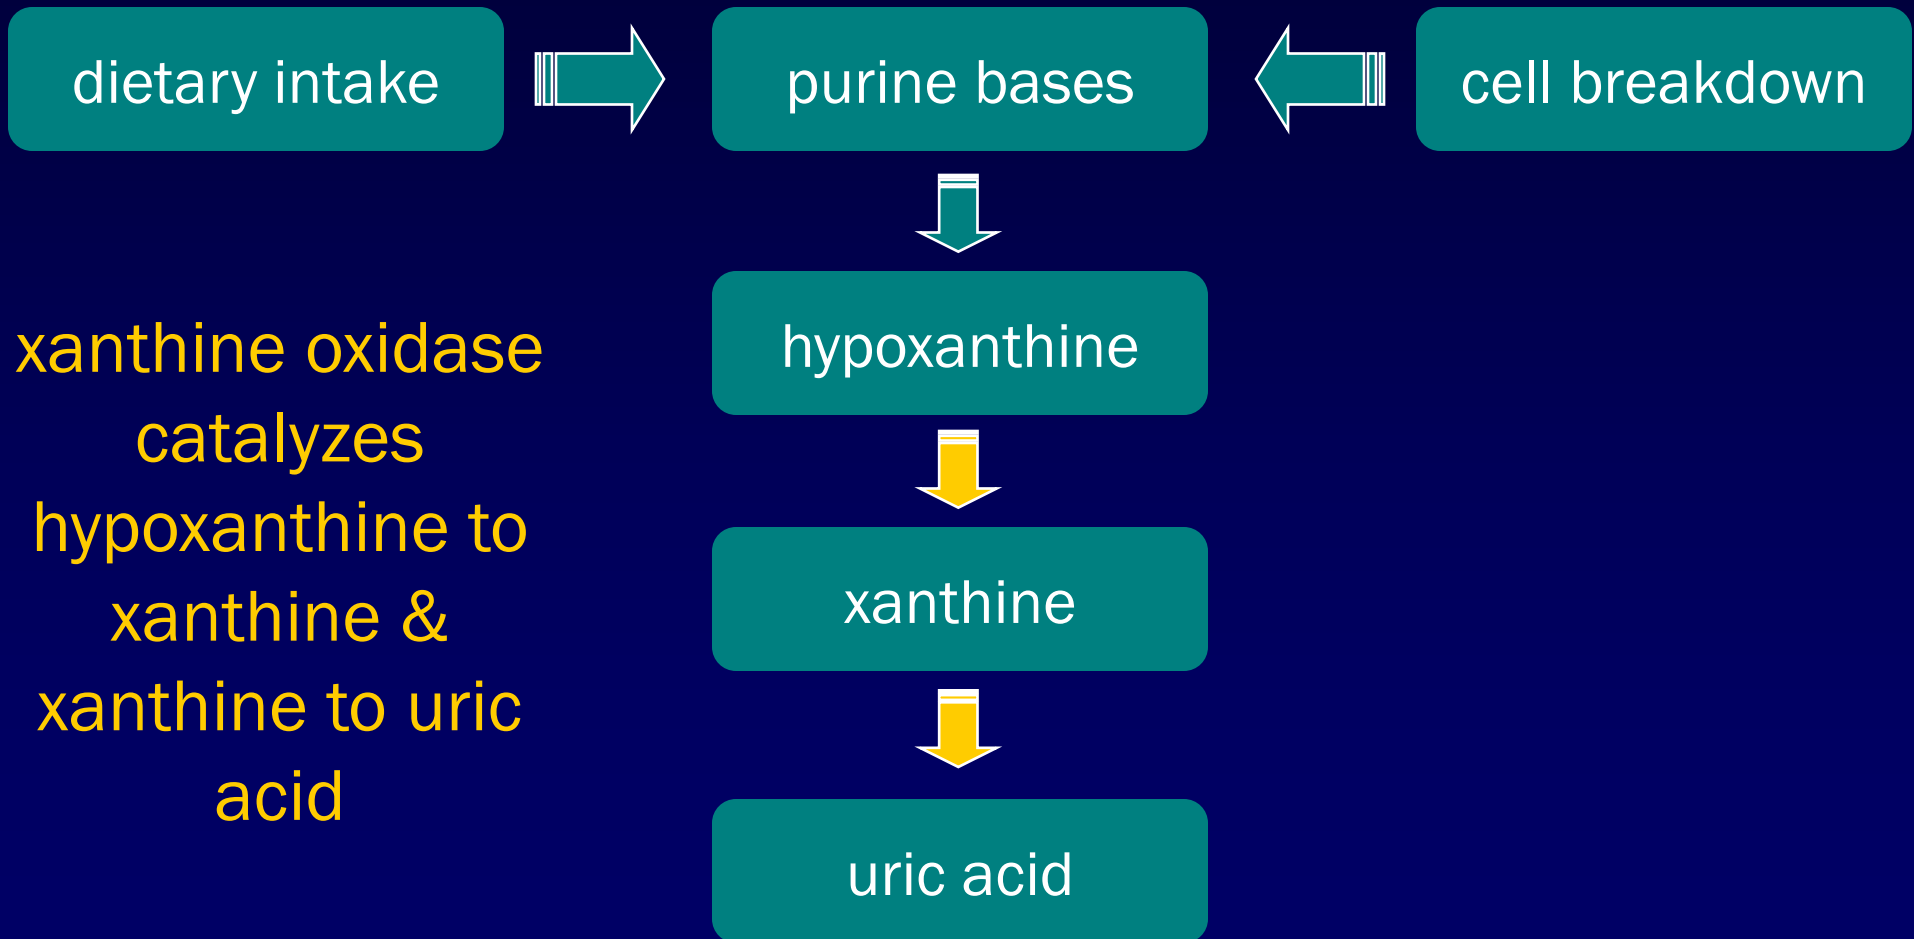 dietary intake
purine bases
cell breakdown
hypoxanthine
xanthine oxidase
catalyzes
hypoxanthine to
xanthine &
xanthine to uric
acid
xanthine
uric acid